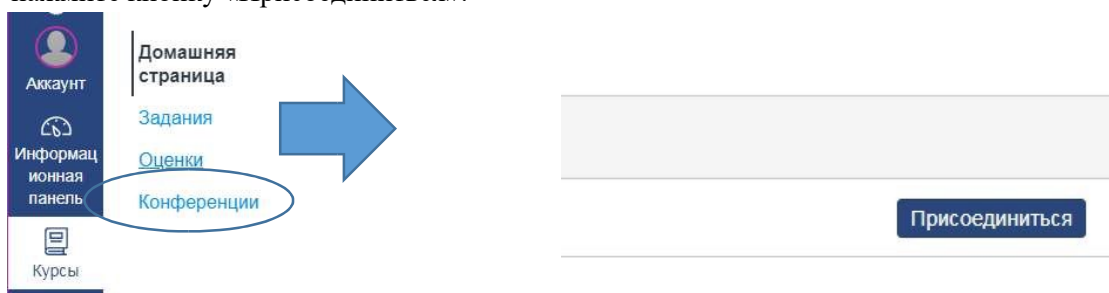 Аккаунт
Информац
ионная
панель
Курсы
Домашняя
страница
Задания
Оценки
Конференции
Присоединиться